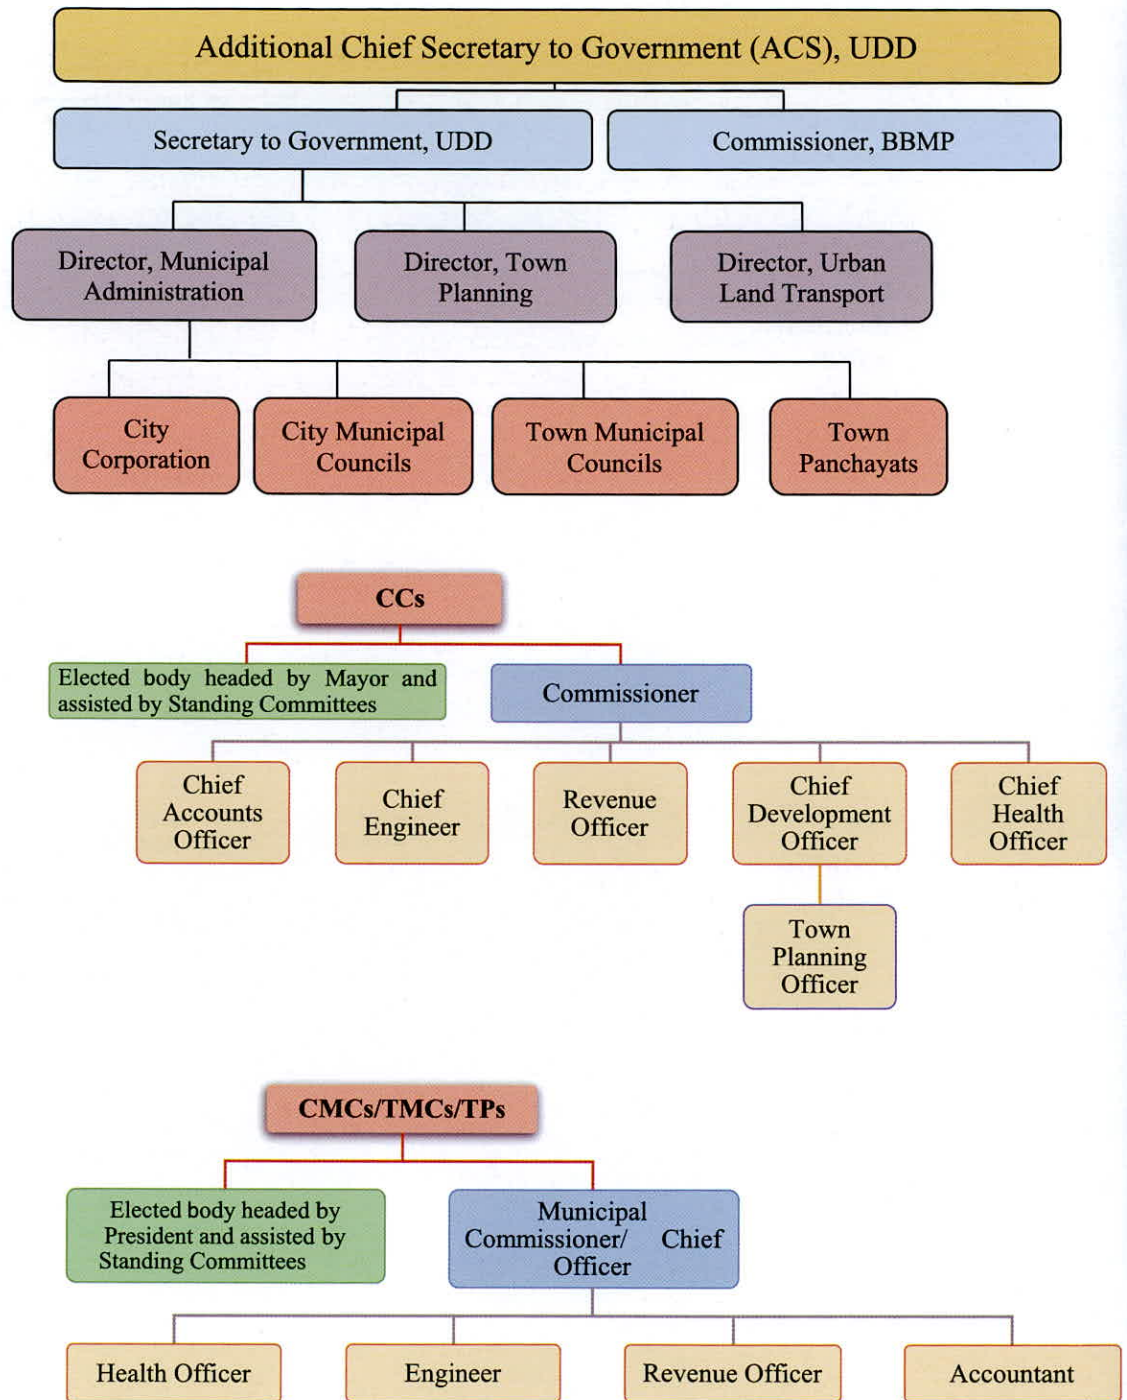 Additional Chief Secretary to Government (ACS), UDD
Secretary to Government, UDD
Commissioner, BBMP
Director, Municipal
Administration
Director, Town
Planning
Director, Urban
Land Transport
City
Corporation
City Municipal
Councils
Town Municipal
Councils
Town
Panchayats
CCs
Elected body headed by Mayor and
assisted by Standing Committees
Commissioner
Chief
Accounts
Officer
Chief
Engineer
Revenue
Officer
Chief
Development
Officer
Chief
Health
Officer
Town
Planning
Officer
CMCs/TMCs/TPs
Elected body headed by
President and assisted by
Standing Committees
Municipal
Commissioner/ Chief
Officer
Health Officer
Engineer
Revenue Officer
Accountant